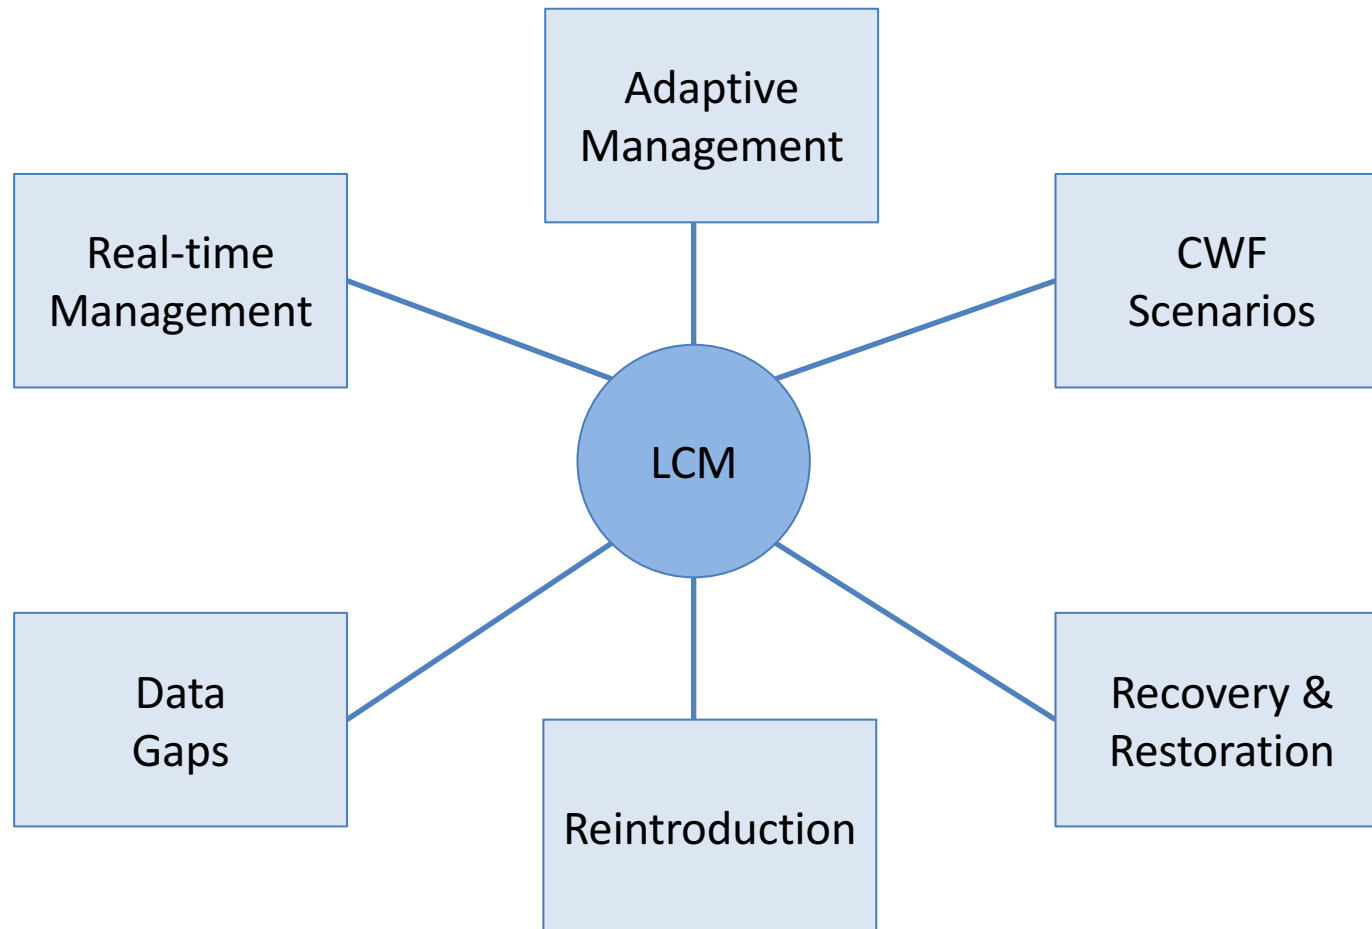 Adaptive
Management
Real-time
Management
CWF
Scenarios
LCM
Data
Gaps
Recovery &
Restoration
Reintroduction